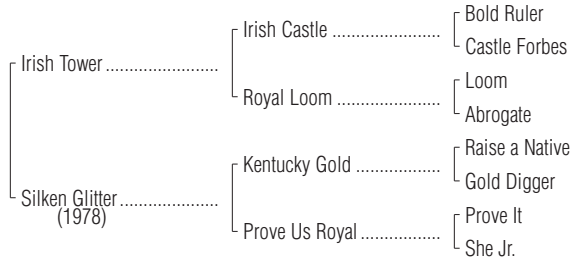 Irish Tower
Silken Glitter
(1978)
Irish Castle
Royal Loom
Kentucky Gold
Prove Us Royal
Bold Ruler
Castle Forbes
Loom
Abrogate
Raise a Native
Gold Digger
Prove It
She Jr.